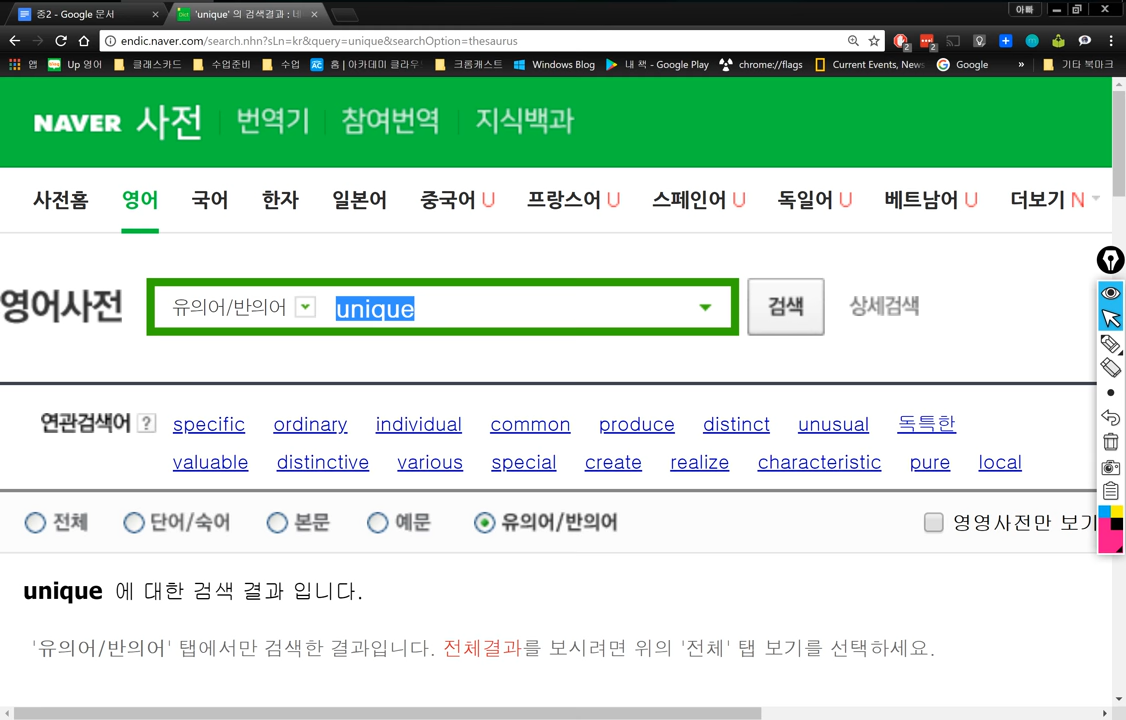 중2 - Google 문서
'unique' 의 검색결과 : 네
아빠
endic.naver.com/search.nhn?sLn=kr&query=unique&searchOption=thesaurus
앱 Up 영어 클래스카드 수업준비 수업 홈 | 아카데미 클라우 크롬캐스트 Windows Blog 내 책 - Google Play chrome://flags Current Events, News Google » 기타 북마크
NAVER 사전 번역기 참여번역 지식백과
사전홈 영어 국어 한자 일본어 중국어 U 프랑스어 U 스페인어 U 독일어 U 베트남어 U 더보기 N
영어사전 유의어/반의어 unique 검색 상세검색
연관검색어 ? specific ordinary individual common produce distinct unusual 독특한
valuable distinctive various special create realize characteristic pure local
전체 단어/숙어 본문 예문 유의어/반의어 영영사전만 보기
unique 에 대한 검색 결과 입니다.
'유의어/반의어' 탭에서만 검색한 결과입니다. 전체결과를 보시려면 위의 '전체' 탭 보기를 선택하세요.